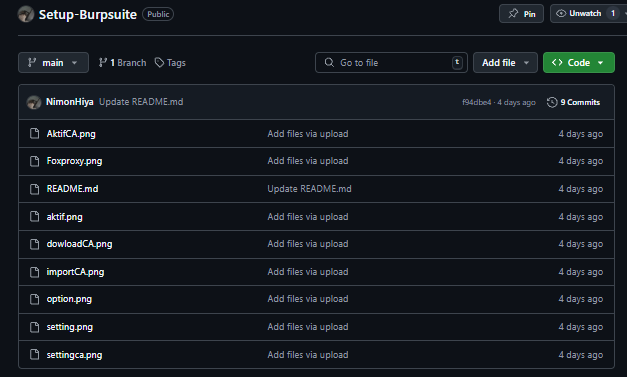 Setup-Burpsuite Public Pin Unwatch 1
main 1 Branch Tags Go to file t Add file Code
NimonHiya Update README.md f94dbe4 · 4 days ago 9 Commits
AktifCA.png Add files via upload 4 days ago
Foxproxy.png Add files via upload 4 days ago
README.md Update README.md 4 days ago
aktif.png Add files via upload 4 days ago
dowloadCA.png Add files via upload 4 days ago
importCA.png Add files via upload 4 days ago
option.png Add files via upload 4 days ago
setting.png Add files via upload 4 days ago
settingca.png Add files via upload 4 days ago